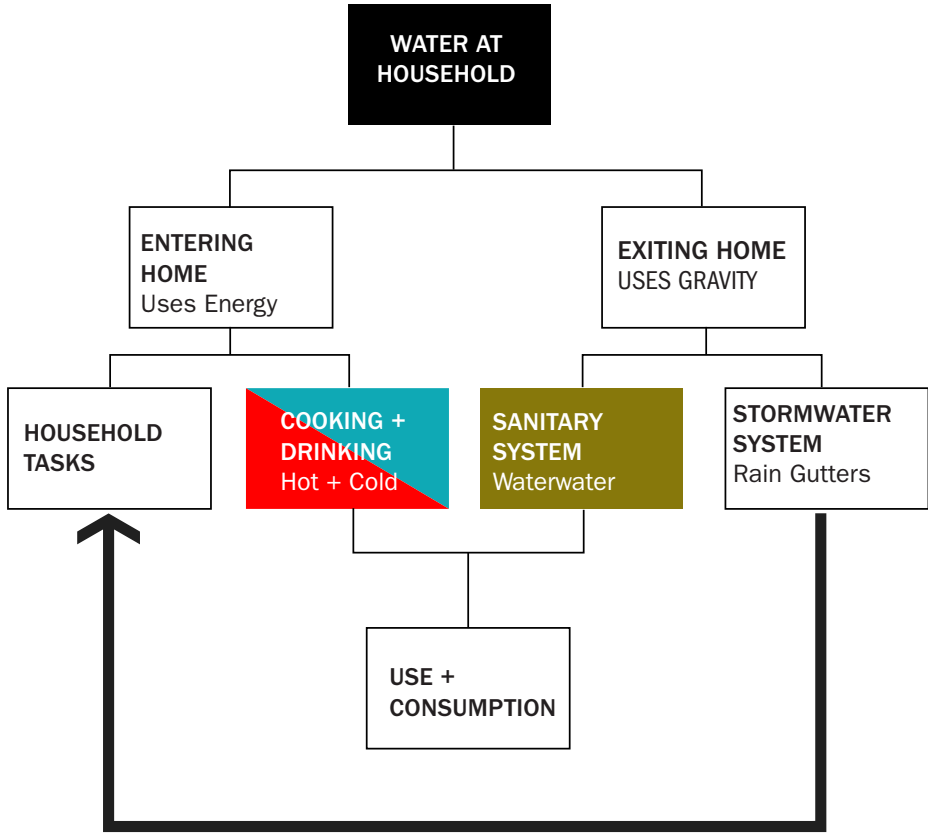 WATER AT
HOUSEHOLD
ENTERING
HOME
Uses Energy
EXITING HOME
USES GRAVITY
HOUSEHOLD
TASKS
COOKING +
DRINKING
Hot + Cold
SANITARY
SYSTEM
Waterwater
STORMWATER
SYSTEM
Rain Gutters
USE +
CONSUMPTION